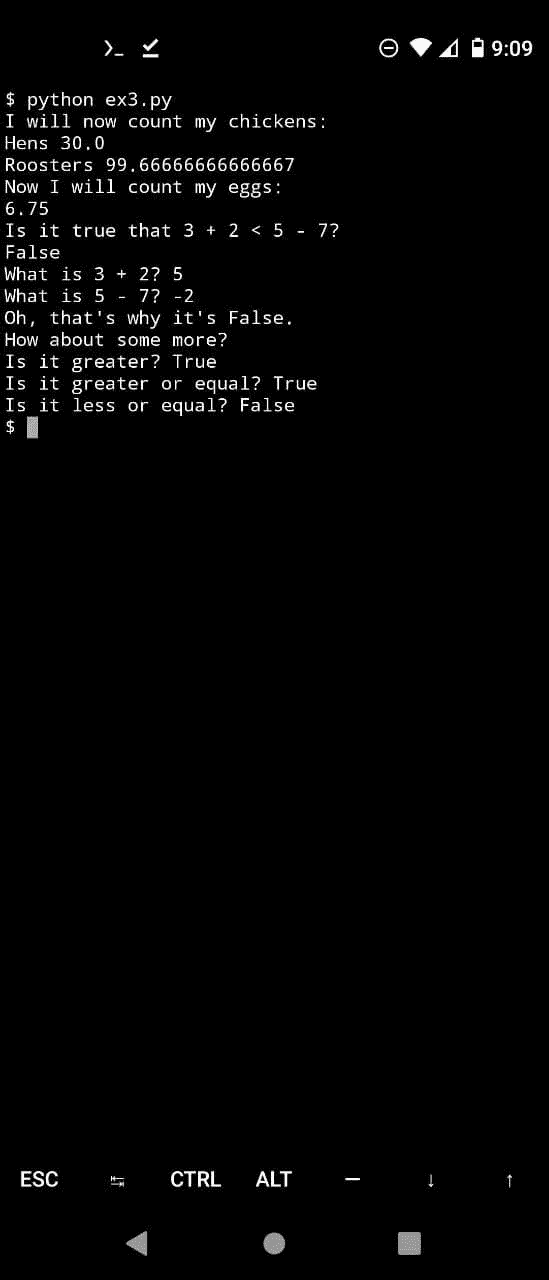 9:09
$ python ex3.py
I will now count my chickens:
Hens 30.0
Roosters 99.66666666666667
Now I will count my eggs:
6.75
Is it true that 3 + 2 < 5 - 7?
False
What is 3 + 2? 5
What is 5 - 7? -2
Oh, that's why it's False.
How about some more?
Is it greater? True
Is it greater or equal? True
Is it less or equal? False
$
ESC ↹ CTRL ALT — ↓ ↑